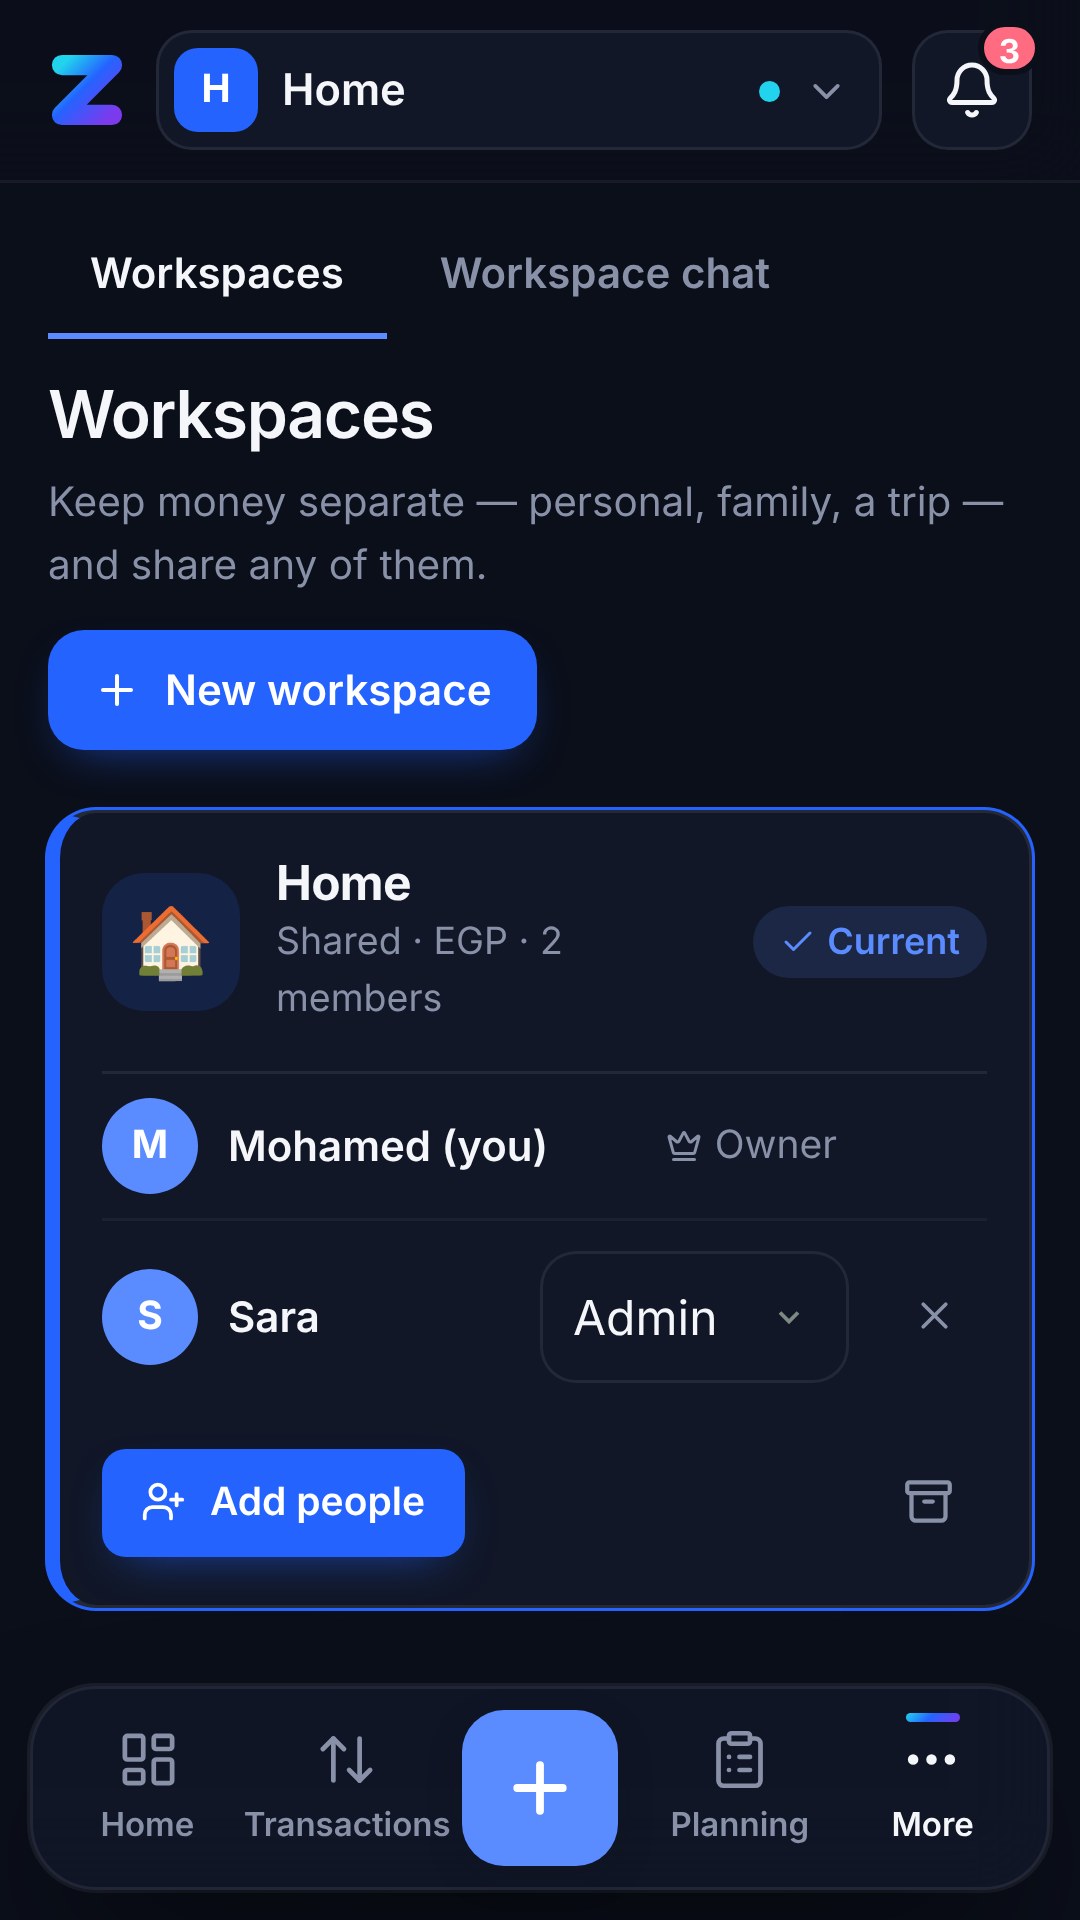 H Home
3
Workspaces Workspace chat
Workspaces
Keep money separate — personal, family, a trip —
and share any of them.
New workspace
Home
Shared · EGP · 2
members
Current
M Mohamed (you) Owner
S Sara Admin
Add people
Home Transactions Planning More